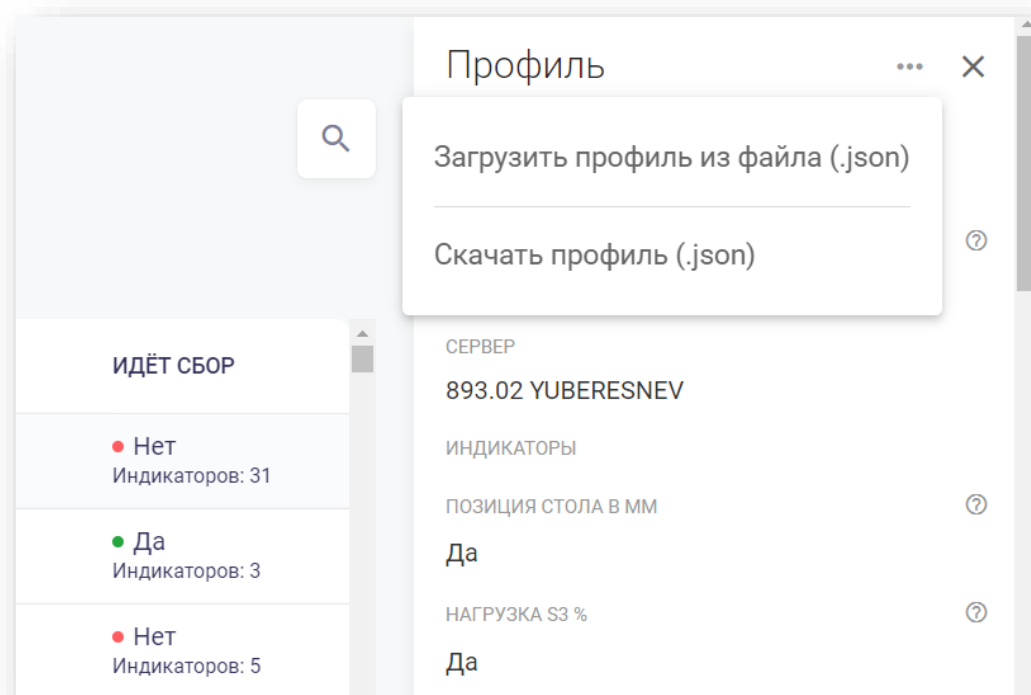 Профиль
Загрузить профиль из файла (.json)
Скачать профиль (.json)
ИДЁТ СБОР
Нет
Индикаторов: 31
Да
Индикаторов: 3
Нет
Индикаторов: 5
СЕРВЕР
893.02 YUBERESNEV
ИНДИКАТОРЫ
ПОЗИЦИЯ СТОЛА В ММ
Да
НАГРУЗКА S3 %
Да